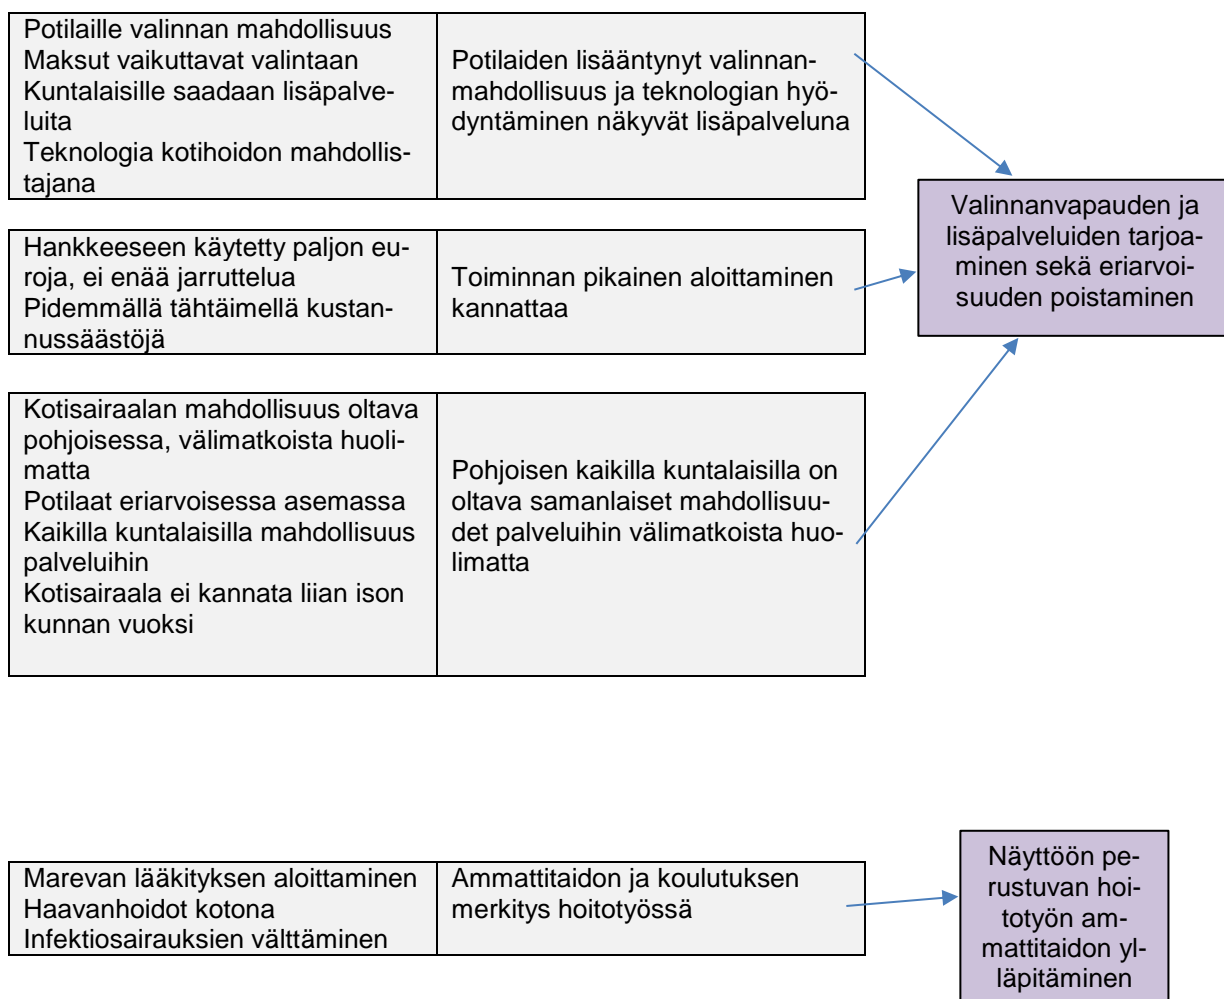 Potilaille valinnan mahdollisuus
Maksut vaikuttavat valintaan
Kuntalaisille saadaan lisäpalve-
luita
Teknologia kotihoidon mahdollis-
tajana
Potilaiden lisääntynyt valinnan-
mahdollisuus ja teknologian hyö-
dyntäminen näkyvät lisäpalveluna
Valinnanvapauden ja
lisäpalveluiden tarjoa-
minen sekä eriarvoi-
suuden poistaminen
Hankkeeseen käytetty paljon eu-
roja, ei enää jarruttelua
Pidemmällä tähtäimellä kustan-
nussäästöjä
Toiminnan pikainen aloittaminen
kannattaa
Kotisairaalan mahdollisuus oltava
pohjoisessa, välimatkoista huoli-
matta
Potilaat eriarvoisessa asemassa
Kaikilla kuntalaisilla mahdollisuus
palveluihin
Kotisairaala ei kannata liian ison
kunnan vuoksi
Pohjoisen kaikilla kuntalaisilla on
oltava samanlaiset mahdollisuu-
det palveluihin välimatkoista huo-
limatta
Marevan lääkityksen aloittaminen
Haavanhoidot kotona
Infektiosairauksien välttäminen
Ammattitaidon ja koulutuksen
merkitys hoitotyössä
Näyttöön pe-
rustuvan hoi-
totyön am-
mattitaidon yl-
läpitäminen